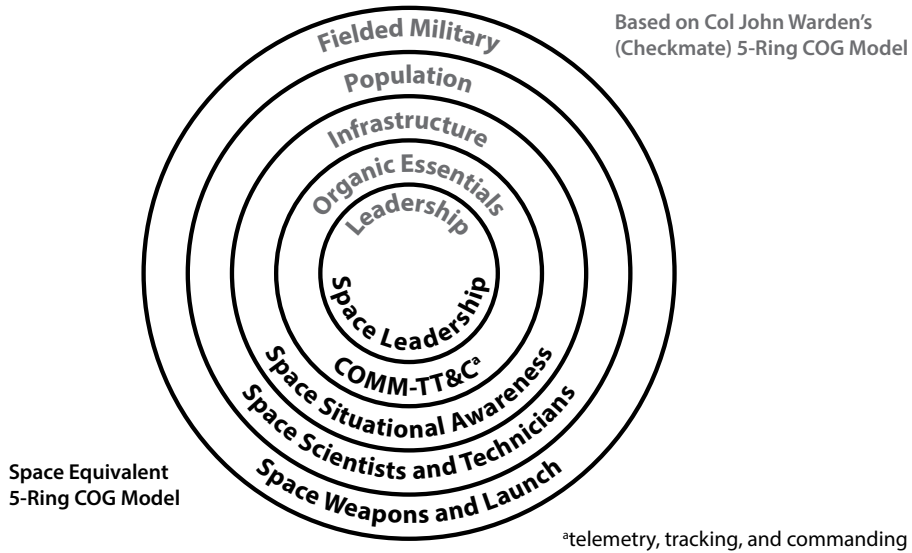 Fielded Military
Based on Col John Warden's
(Checkmate) 5-Ring COG Model
Population
Infrastructure
Organic Essentials
Leadership
Space Leadership
COMM-TT&Cᵃ
Space Situational Awareness
Space Scientists and Technicians
Space Weapons and Launch
Space Equivalent
5-Ring COG Model
ᵃtelemetry, tracking, and commanding